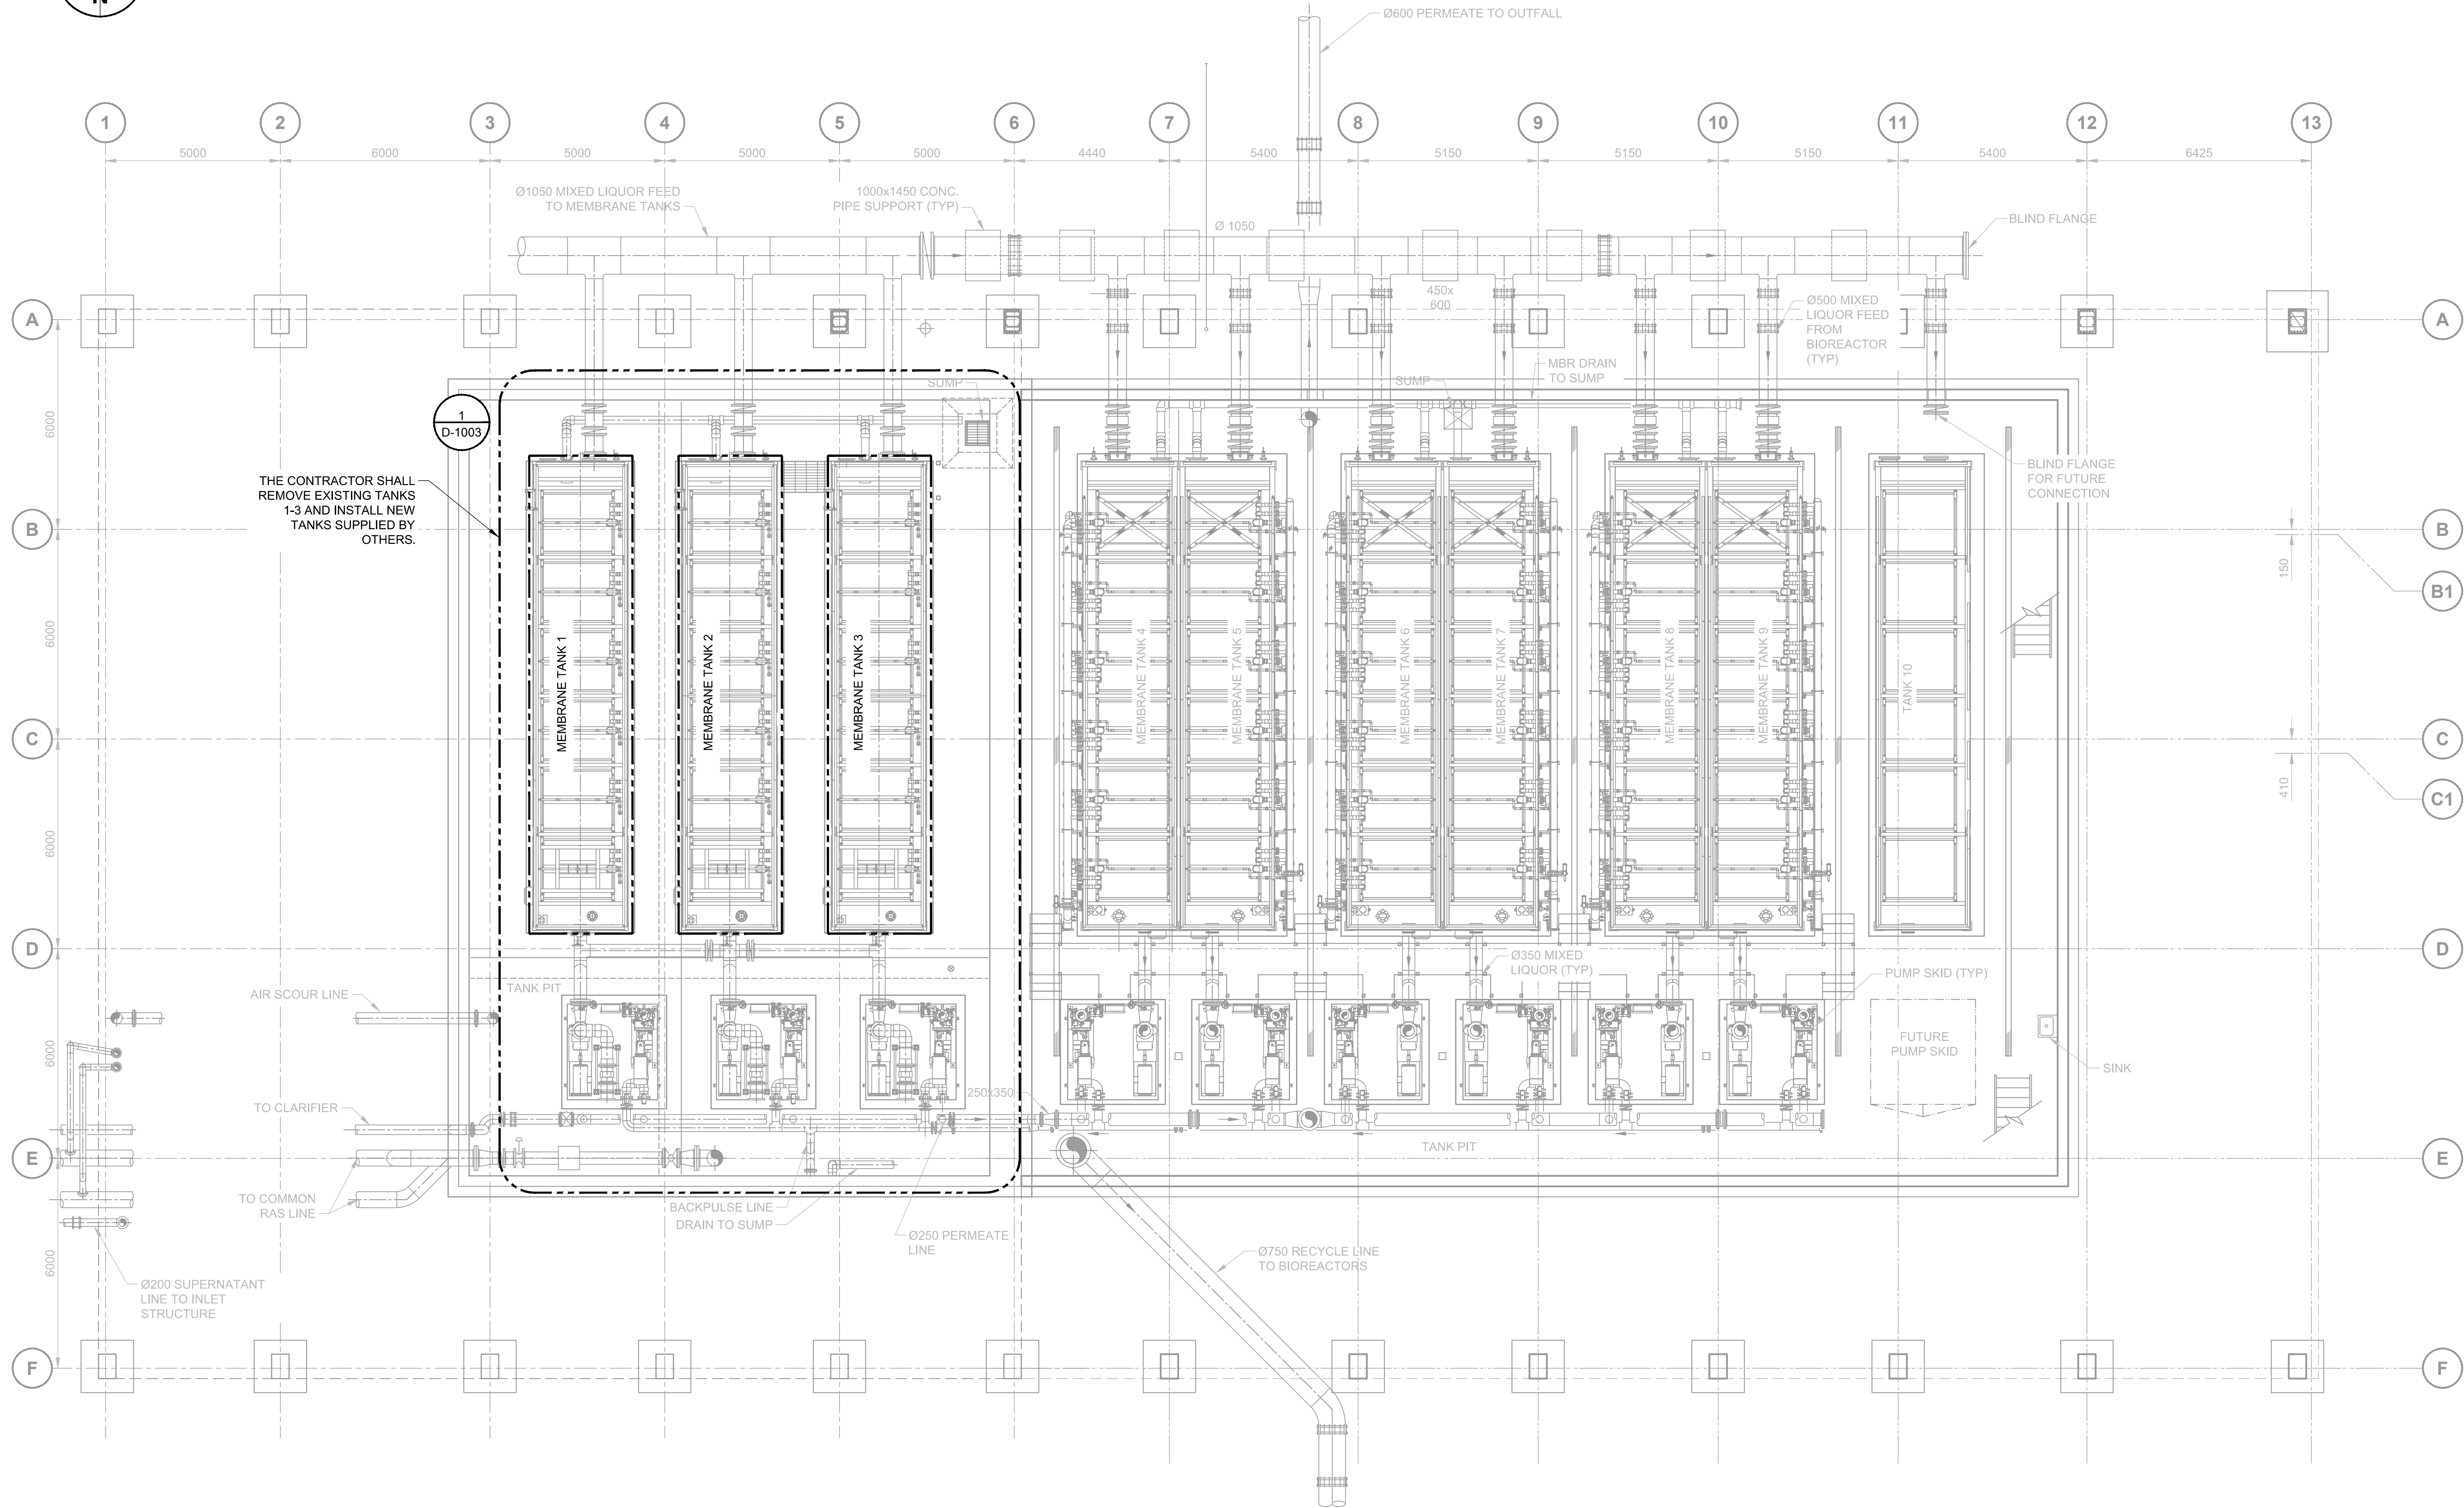 N
Ø600 PERMEATE TO OUTFALL
1
2
3
4
5
6
7
8
9
10
11
12
13
5000
6000
5000
5000
5000
4440
5400
5150
5150
5150
5400
6425
Ø1050 MIXED LIQUOR FEED
TO MEMBRANE TANKS
1000x1450 CONC.
PIPE SUPPORT (TYP)
Ø 1050
BLIND FLANGE
450x
600
Ø500 MIXED
LIQUOR FEED
FROM
BIOREACTOR
(TYP)
A
A
MBR DRAIN
TO SUMP
SUMP
SUMP
1
D-1003
6000
THE CONTRACTOR SHALL
REMOVE EXISTING TANKS
1-3 AND INSTALL NEW
TANKS SUPPLIED BY
OTHERS.
BLIND FLANGE
FOR FUTURE
CONNECTION
B
B
150
B1
6000
MEMBRANE TANK 1
MEMBRANE TANK 2
MEMBRANE TANK 3
MEMBRANE TANK 4
MEMBRANE TANK 5
MEMBRANE TANK 6
MEMBRANE TANK 7
MEMBRANE TANK 8
MEMBRANE TANK 9
TANK 10
C
C
410
C1
6000
D
D
Ø350 MIXED
LIQUOR (TYP)
PUMP SKID (TYP)
TANK PIT
AIR SCOUR LINE
6000
FUTURE
PUMP SKID
SINK
250x350
TO CLARIFIER
TANK PIT
E
E
TO COMMON
RAS LINE
BACKPULSE LINE
DRAIN TO SUMP
Ø250 PERMEATE
LINE
Ø750 RECYCLE LINE
TO BIOREACTORS
6000
Ø200 SUPERNATANT
LINE TO INLET
STRUCTURE
F
F